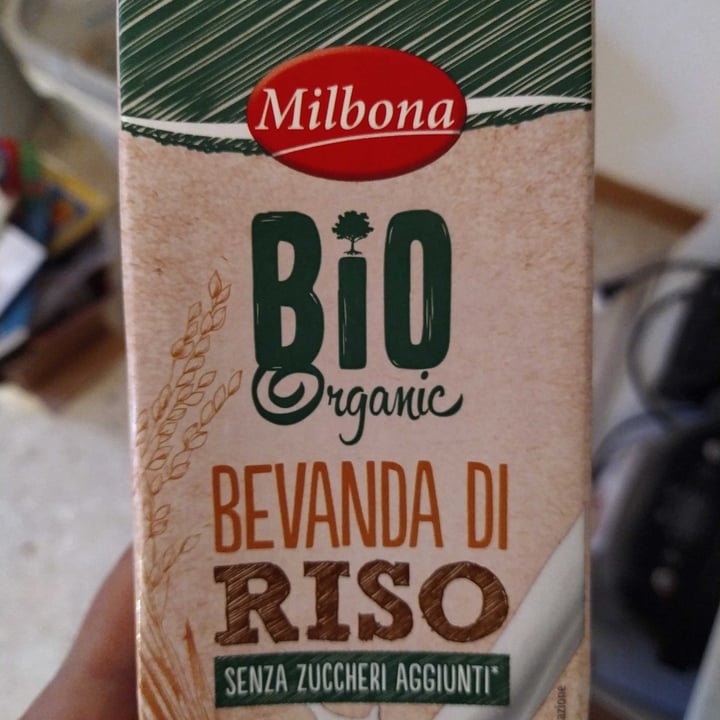 Milbona
BiO
Organic
BEVANDA DI
RISO
SENZA ZUCCHERI AGGIUNTI*